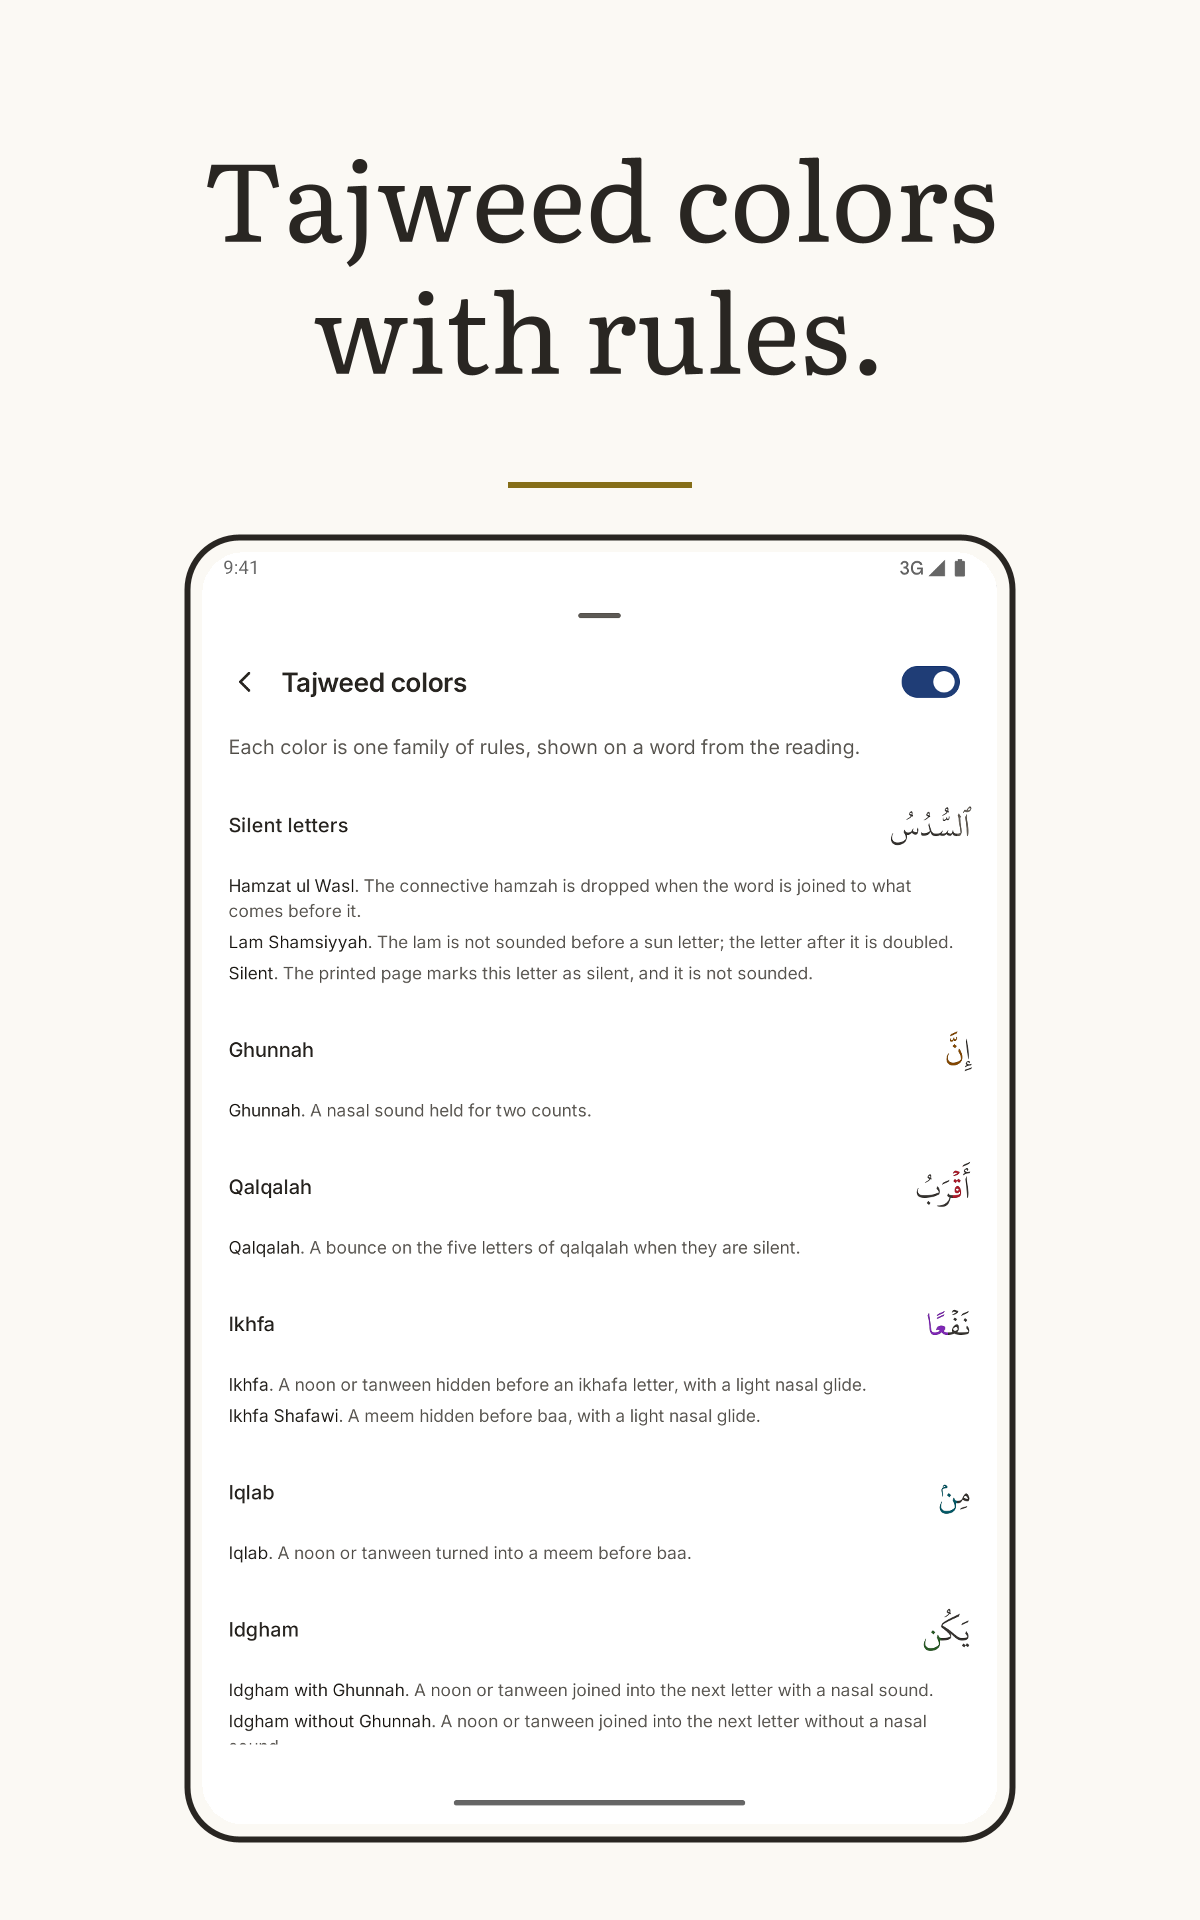 Tajweed colors
with rules.
9:41
3G
Tajweed colors
Each color is one family of rules, shown on a word from the reading.
Silent letters
ٱلسُّدُسُ
Hamzat ul Wasl. The connective hamzah is dropped when the word is joined to what
comes before it.
Lam Shamsiyyah. The lam is not sounded before a sun letter; the letter after it is doubled.
Silent. The printed page marks this letter as silent, and it is not sounded.
Ghunnah
إِنَّ
Ghunnah. A nasal sound held for two counts.
Qalqalah
أَقۡرَبُ
Qalqalah. A bounce on the five letters of qalqalah when they are silent.
Ikhfa
نَفۡعًا
Ikhfa. A noon or tanween hidden before an ikhafa letter, with a light nasal glide.
Ikhfa Shafawi. A meem hidden before baa, with a light nasal glide.
Iqlab
مِنۢ
Iqlab. A noon or tanween turned into a meem before baa.
Idgham
يَكُن
Idgham with Ghunnah. A noon or tanween joined into the next letter with a nasal sound.
Idgham without Ghunnah. A noon or tanween joined into the next letter without a nasal